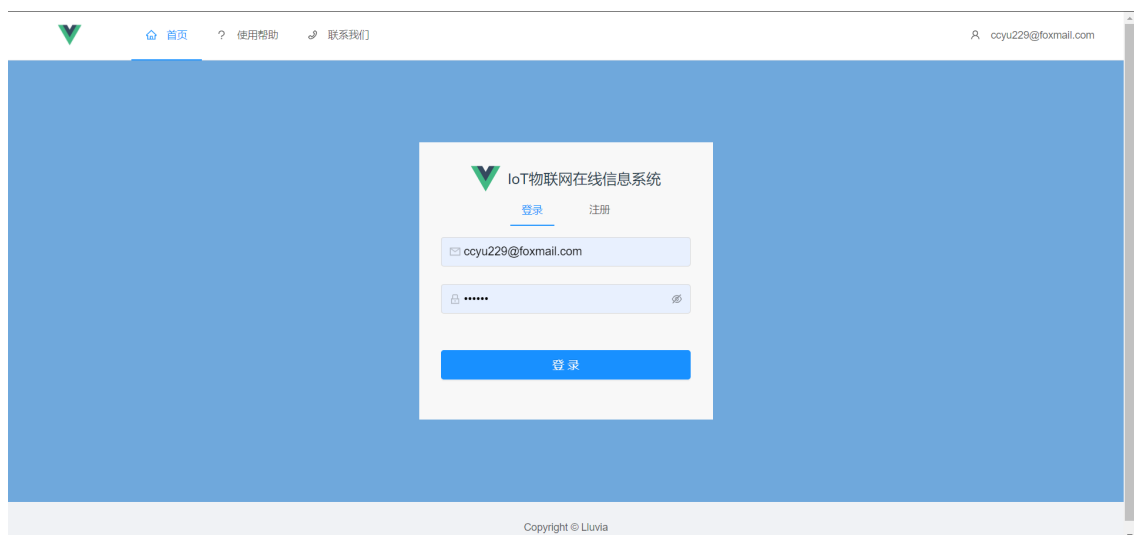 首页 ? 使用帮助 联系我们 ccyu229@foxmail.com
IoT物联网在线信息系统
登录 注册
ccyu229@foxmail.com
••••••
登 录
Copyright © Lluvia